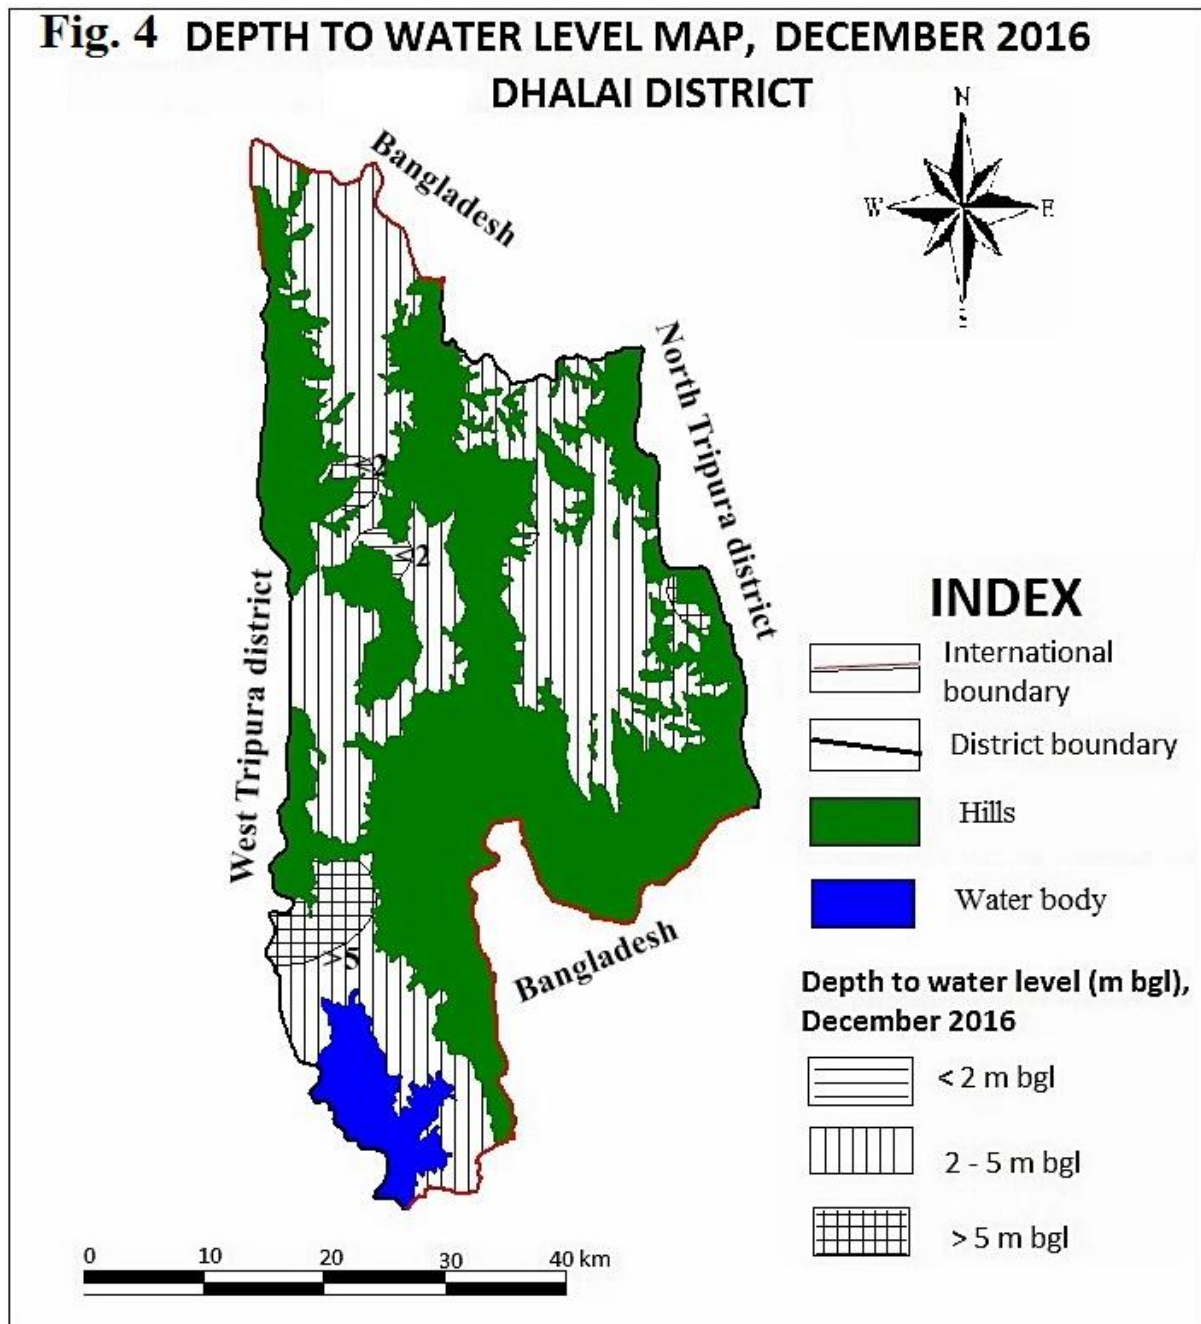 Fig. 4 DEPTH TO WATER LEVEL MAP, DECEMBER 2016
DHALAI DISTRICT
N
W
E
S
Bangladesh
North Tripura district
<2
<2
West Tripura district
>5
Bangladesh
INDEX
International
boundary
District boundary
Hills
Water body
Depth to water level (m bgl),
December 2016
< 2 m bgl
2 - 5 m bgl
> 5 m bgl
0 10 20 30 40 km